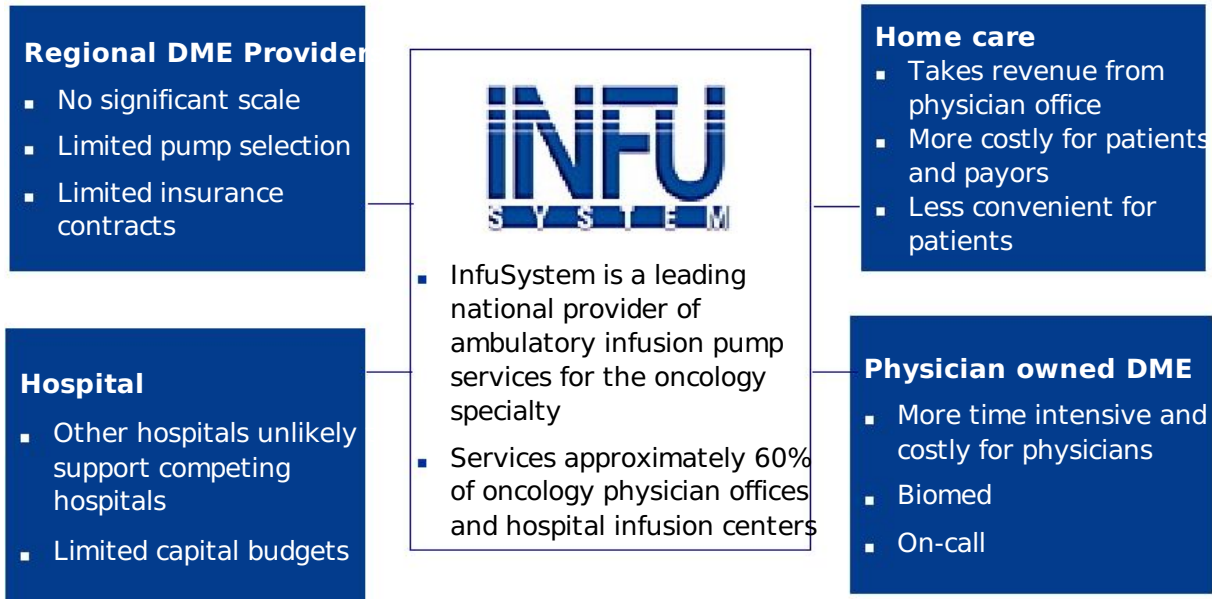 Regional DME Provider
▪ No significant scale
▪ Limited pump selection
▪ Limited insurance
contracts
Home care
▪ Takes revenue from
physician office
▪ More costly for patients
and payors
▪ Less convenient for
patients
INFU
SYSTEM
▪ InfuSystem is a leading
national provider of
ambulatory infusion pump
services for the oncology
specialty
▪ Services approximately 60%
of oncology physician offices
and hospital infusion centers
Hospital
▪ Other hospitals unlikely
support competing
hospitals
▪ Limited capital budgets
Physician owned DME
▪ More time intensive and
costly for physicians
▪ Biomed
▪ On-call